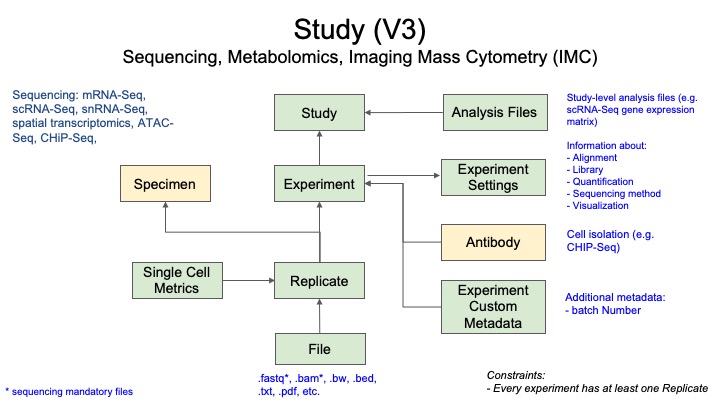 Study (V3)
Sequencing, Metabolomics, Imaging Mass Cytometry (IMC)
Sequencing: mRNA-Seq,
scRNA-Seq, snRNA-Seq,
spatial transcriptomics, ATAC-
Seq, CHiP-Seq,
Study
Analysis Files
Study-level analysis files (e.g.
scRNA-Seq gene expression
matrix)
Specimen
Experiment
Experiment
Settings
Information about:
- Alignment
- Library
- Quantification
- Sequencing method
- Visualization
Antibody
Cell isolation (e.g.
CHIP-Seq)
Single Cell
Metrics
Replicate
Experiment
Custom
Metadata
Additional metadata:
- batch Number
File
.fastq*, .bam*, .bw, .bed,
.txt, .pdf, etc.
* sequencing mandatory files
Constraints:
- Every experiment has at least one Replicate